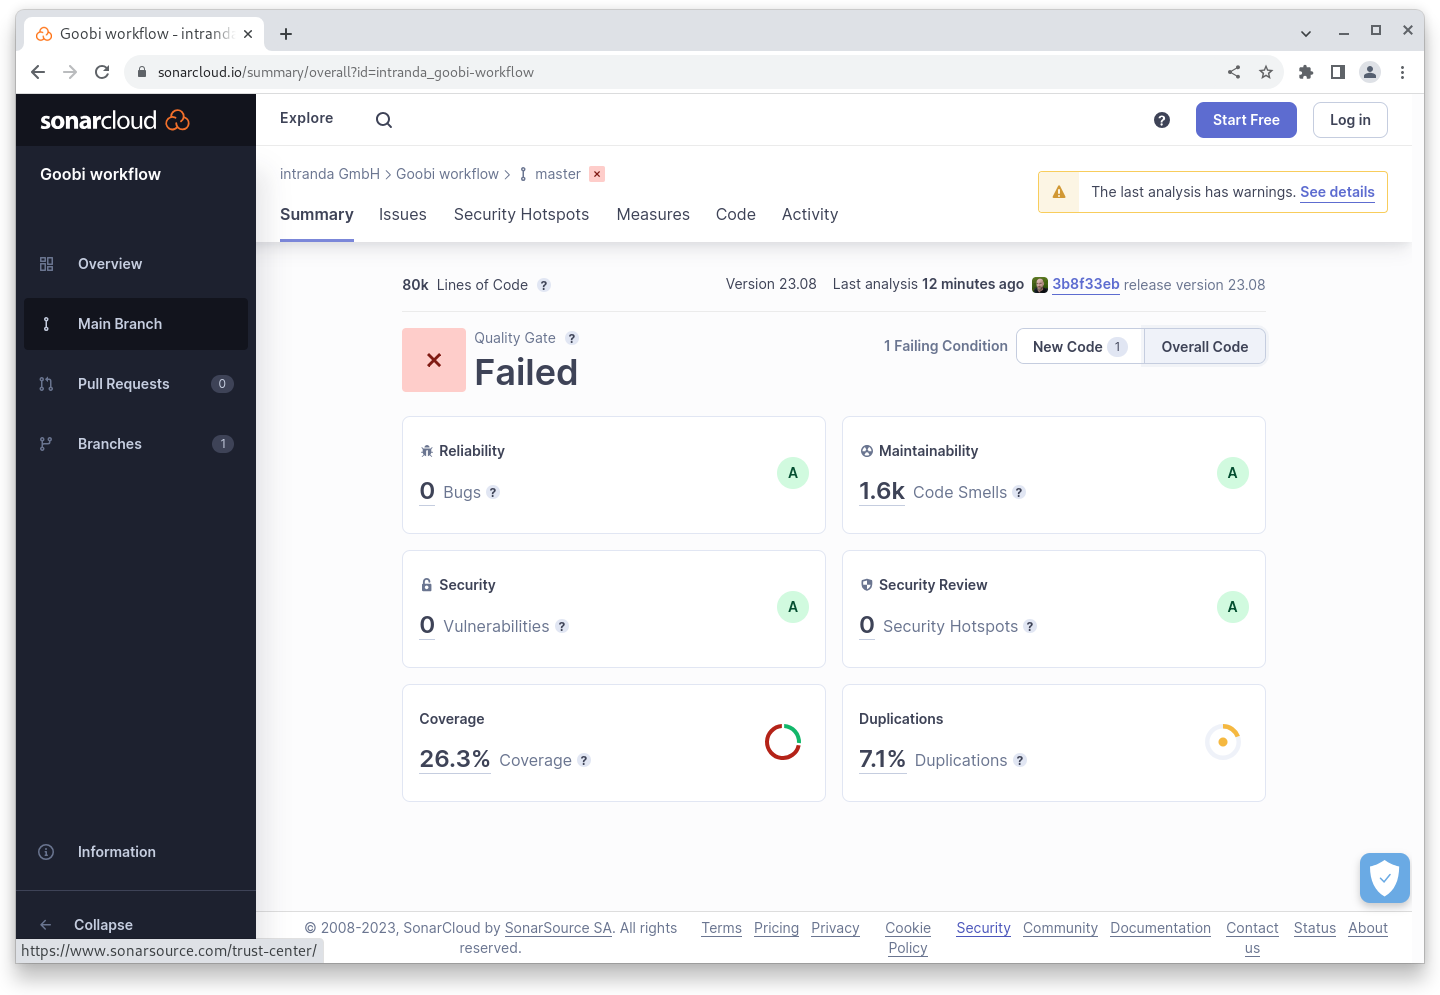 Goobi workflow - intranda
sonarcloud.io/summary/overall?id=intranda_goobi-workflow
sonarcloud
Explore
?
Start Free
Log in
Goobi workflow
intranda GmbH > Goobi workflow > master
The last analysis has warnings. See details
Summary Issues Security Hotspots Measures Code Activity
Overview
Main Branch
Pull Requests 0
Branches 1
80k Lines of Code ?
Version 23.08 Last analysis 12 minutes ago 3b8f33eb release version 23.08
Quality Gate ?
Failed
1 Failing Condition New Code 1 Overall Code
Reliability
0 Bugs ?
A
Maintainability
1.6k Code Smells ?
A
Security
0 Vulnerabilities ?
A
Security Review
0 Security Hotspots ?
A
Coverage
26.3% Coverage ?
Duplications
7.1% Duplications ?
Information
Collapse
© 2008-2023, SonarCloud by SonarSource SA. All rights
reserved.
Terms Pricing Privacy Cookie Policy Security Community Documentation Contact us Status About
https://www.sonarsource.com/trust-center/